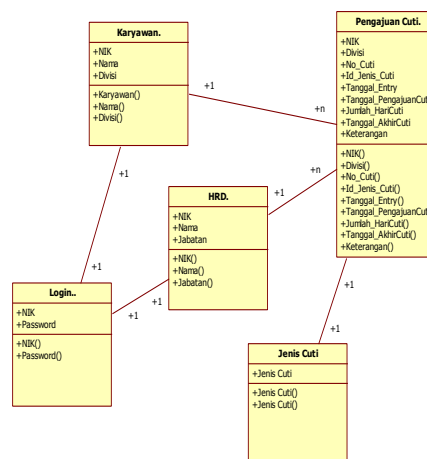 Karyawan.
+NIK
+Nama
+Divisi
+Karyawan()
+Nama()
+Divisi()
Pengajuan Cuti.
+NIK
+Divisi
+No_Cuti
+Id_Jenis_Cuti
+Tanggal_Entry
+Tanggal_PengajuanCuti
+Jumlah_HariCuti
+Tanggal_AkhirCuti
+Keterangan
+NIK()
+Divisi()
+No_Cuti()
+Id_Jenis_Cuti()
+Tanggal_Entry()
+Tanggal_PengajuanCut
+Jumlah_HariCuti()
+Tanggal_AkhirCuti()
+Keterangan()
+1
+n
+1
+n
+1
HRD.
+NIK
+Nama
+Jabatan
+NIK()
+Nama()
+Jabatan()
+1
+1
+1
Login..
+NIK
+Password
+NIK()
+Password()
+1
+1
Jenis Cuti
+Jenis Cuti
+Jenis Cuti()
+Jenis Cuti()